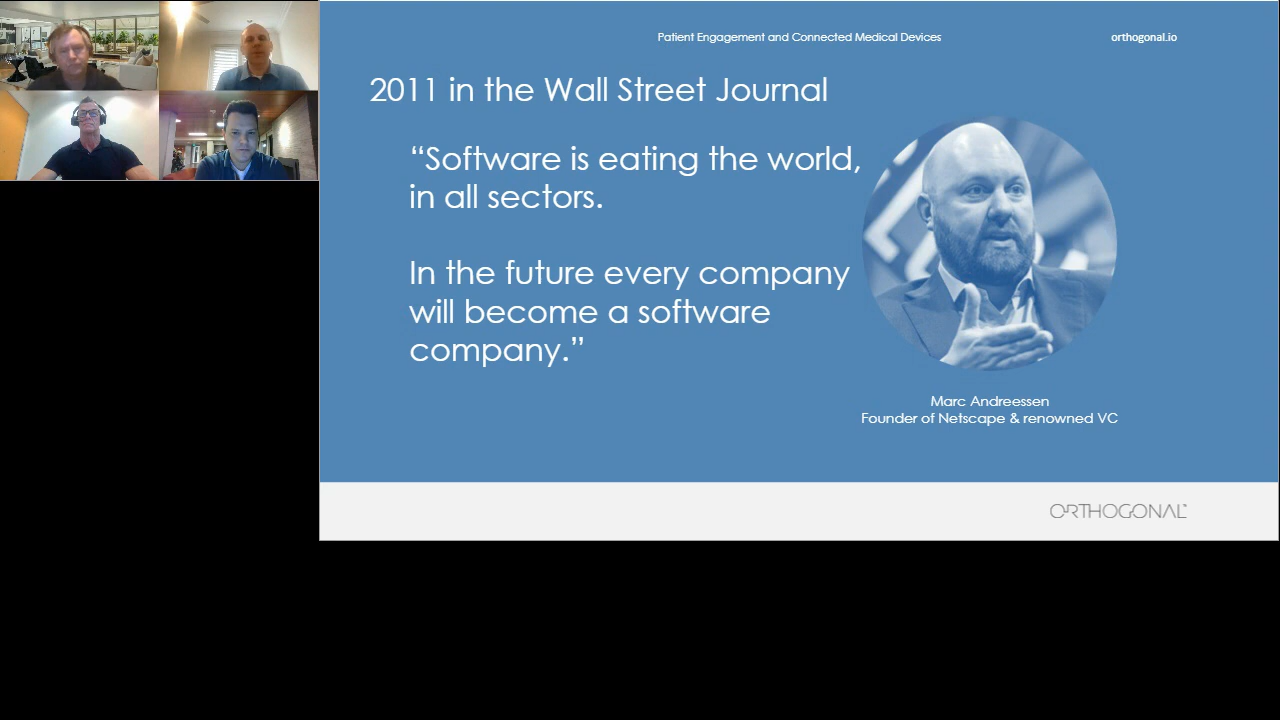 Patient Engagement and Connected Medical Devices
orthogonal.io
2011 in the Wall Street Journal
“Software is eating the world,
in all sectors.
In the future every company
will become a software
company.”
Marc Andreessen
Founder of Netscape & renowned VC
ORTHOGONAL